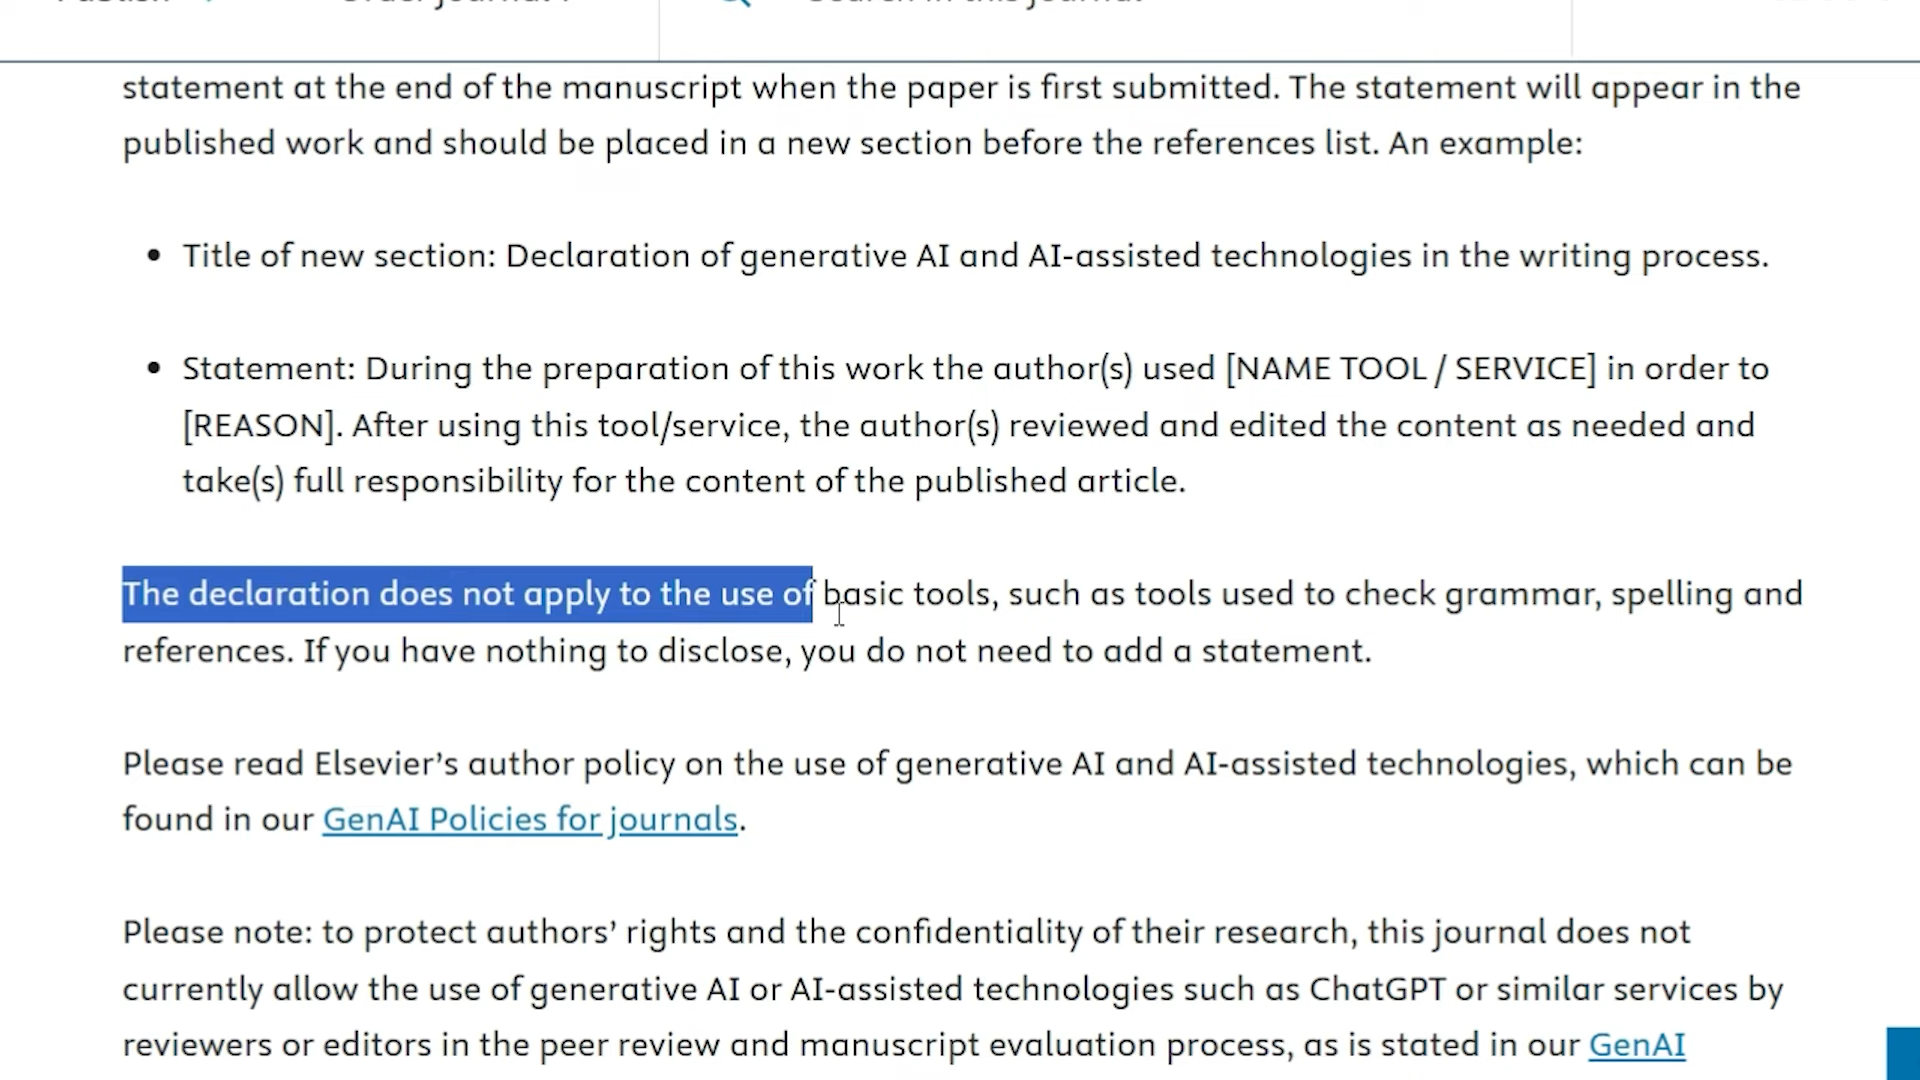 statement at the end of the manuscript when the paper is first submitted. The statement will appear in the
published work and should be placed in a new section before the references list. An example:
• Title of new section: Declaration of generative AI and AI-assisted technologies in the writing process.
• Statement: During the preparation of this work the author(s) used [NAME TOOL / SERVICE] in order to
[REASON]. After using this tool/service, the author(s) reviewed and edited the content as needed and
take(s) full responsibility for the content of the published article.
The declaration does not apply to the use of basic tools, such as tools used to check grammar, spelling and
references. If you have nothing to disclose, you do not need to add a statement.
Please read Elsevier’s author policy on the use of generative AI and AI-assisted technologies, which can be
found in our GenAI Policies for journals.
Please note: to protect authors’ rights and the confidentiality of their research, this journal does not
currently allow the use of generative AI or AI-assisted technologies such as ChatGPT or similar services by
reviewers or editors in the peer review and manuscript evaluation process, as is stated in our GenAI